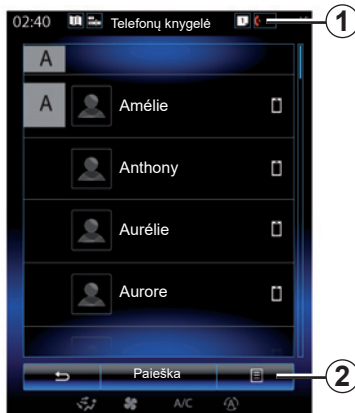 02:40 Telefonų knygelė 1
A
A Amélie
Anthony
Aurélie
Aurore
Paieška 2
A/C A